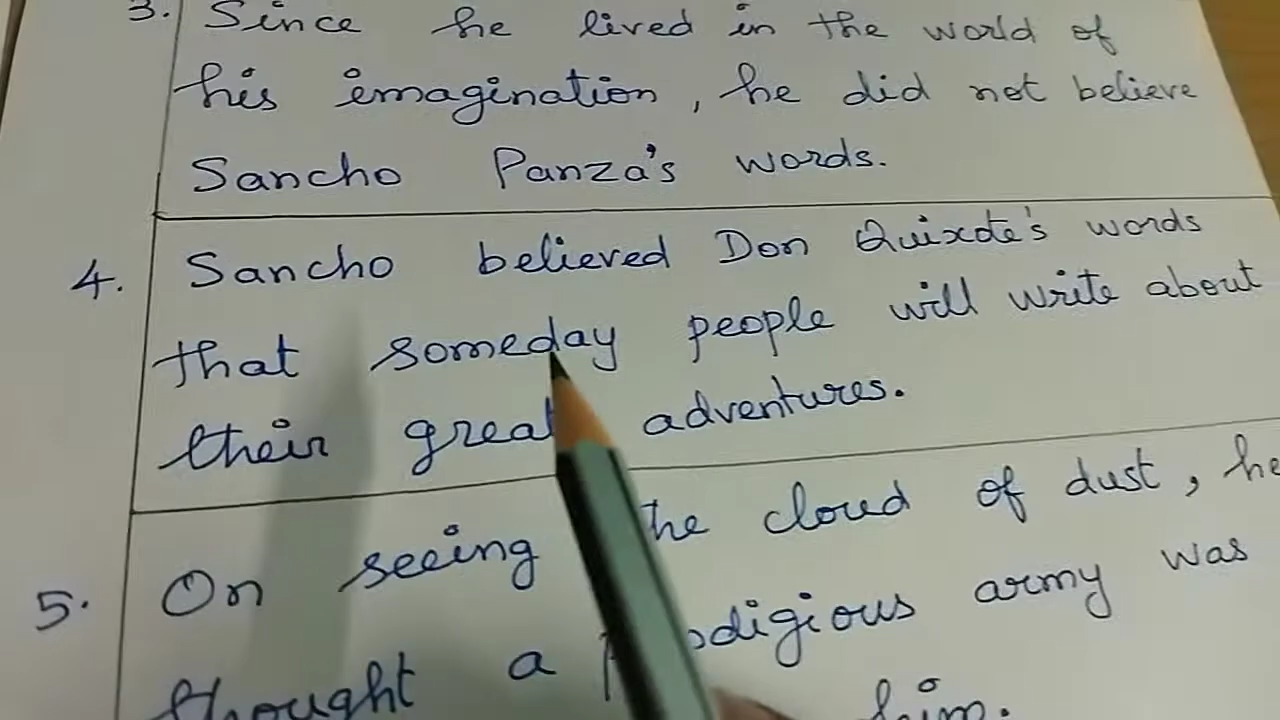 3. Since he lived in the world of
his imagination, he did not believe
Sancho Panza's words.
4. Sancho believed Don Quixote's words
that someday people will write about
their great adventures.
5. On seeing the cloud of dust, he
thought a prodigious army was
him.